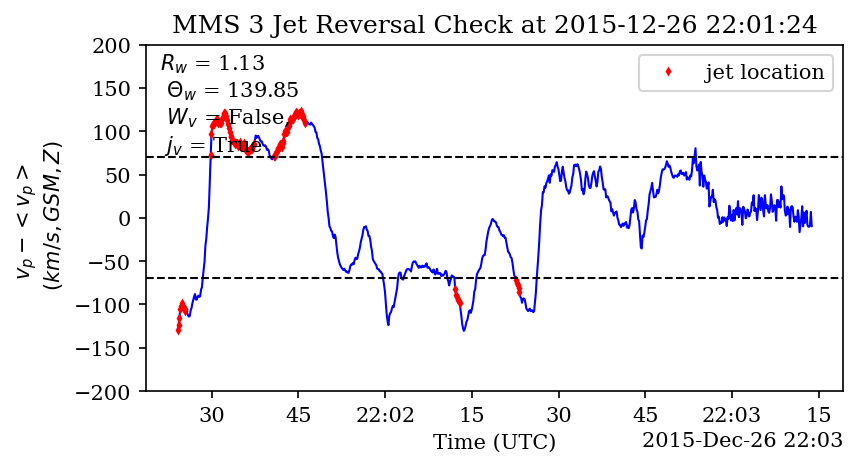 MMS 3 Jet Reversal Check at 2015-12-26 22:01:24
R_w = 1.13
Θ_w = 139.85
W_v = False,
j_v = True
jet location
v_p − < v_p >
(km/s, GSM, Z)
200
150
100
50
0
−50
−100
−150
−200
30 45 22:02 15 30 45 22:03 15
Time (UTC)
2015-Dec-26 22:03